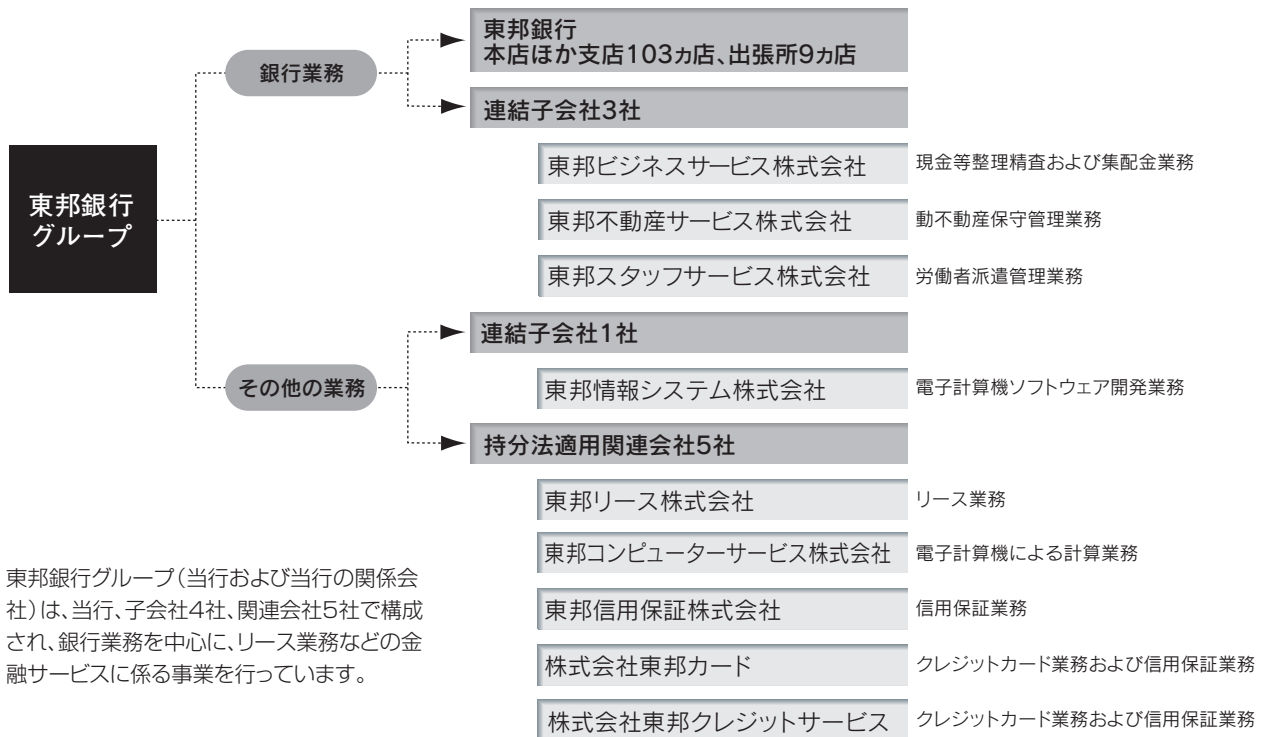 東邦銀行
グループ
銀行業務
東邦銀行
本店ほか支店103ヵ店、出張所9ヵ店
連結子会社3社
東邦ビジネスサービス株式会社
現金等整理精査および集配金業務
東邦不動産サービス株式会社
動不動産保守管理業務
東邦スタッフサービス株式会社
労働者派遣管理業務
その他の業務
連結子会社1社
東邦情報システム株式会社
電子計算機ソフトウェア開発業務
持分法適用関連会社5社
東邦リース株式会社
リース業務
東邦コンピューターサービス株式会社
電子計算機による計算業務
東邦信用保証株式会社
信用保証業務
株式会社東邦カード
クレジットカード業務および信用保証業務
株式会社東邦クレジットサービス
クレジットカード業務および信用保証業務
東邦銀行グループ(当行および当行の関係会
社)は、当行、子会社4社、関連会社5社で構成
され、銀行業務を中心に、リース業務などの金
融サービスに係る事業を行っています。